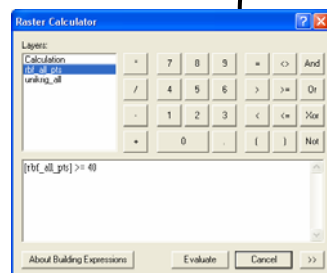 Raster Calculator
Layers:
Calculation
rbf_all_pts
unikrig_all
* 7 8 9 = <> And
/ 4 5 6 > >= Or
- 1 2 3 < <= Xor
+ 0 . ( ) Not
[rbf_all_pts] >= 40
About Building Expressions Evaluate Cancel >>